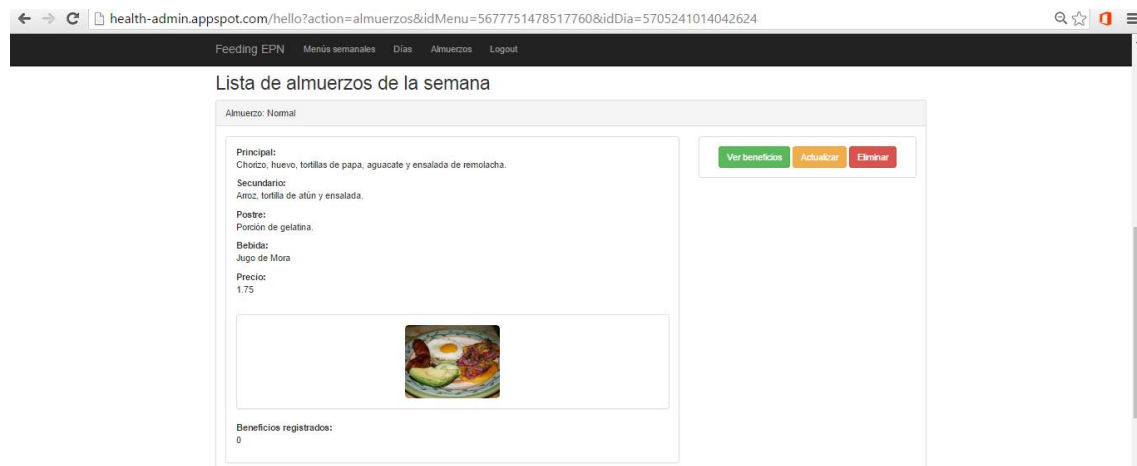 health-admin.appspot.com/hello?action=almuerzos&idMenu=5677751478517760&idDia=5705241014042624
Feeding EPN Menús semanales Días Almuerzos Logout
Lista de almuerzos de la semana
Almuerzo: Normal
Principal:
Chorizo, huevo, tortillas de papa, aguacate y ensalada de remolacha.
Ver beneficios Actualizar Eliminar
Secundario:
Arroz, tortilla de atún y ensalada.
Postre:
Porción de gelatina.
Bebida:
Jugo de Mora
Precio:
1.75
Beneficios registrados:
0